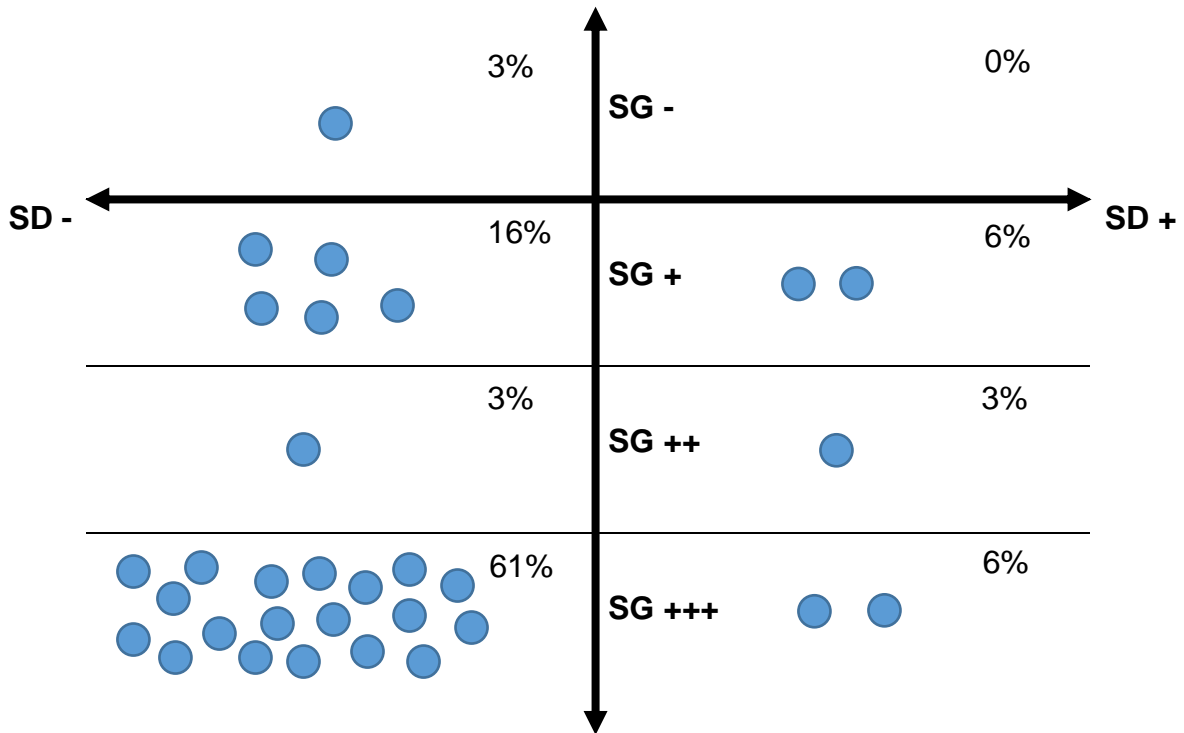 3%
0%
SG -
SD -
SD +
16%
6%
SG +
3%
3%
SG ++
61%
6%
SG +++